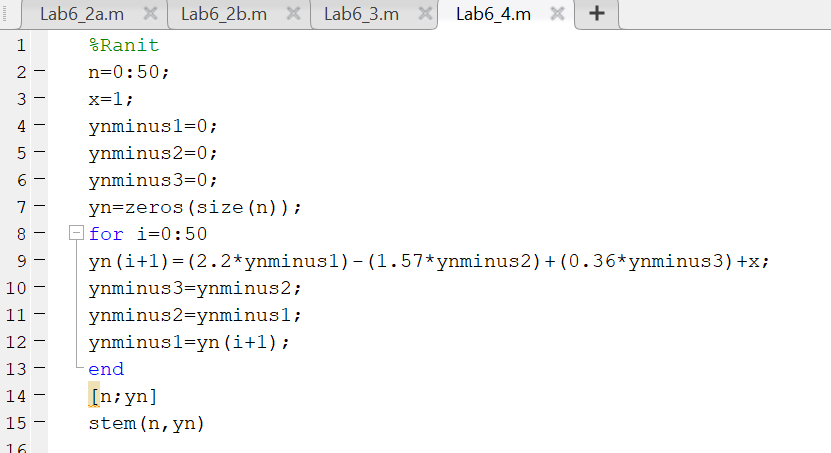 Lab6_2a.m Lab6_2b.m Lab6_3.m Lab6_4.m +
1 %Ranit
2 n=0:50;
3 x=1;
4 ynminus1=0;
5 ynminus2=0;
6 ynminus3=0;
7 yn=zeros(size(n));
8 for i=0:50
9 yn(i+1)=(2.2*ynminus1)-(1.57*ynminus2)+(0.36*ynminus3)+x;
10 ynminus3=ynminus2;
11 ynminus2=ynminus1;
12 ynminus1=yn(i+1);
13 end
14 [n;yn]
15 stem(n,yn)
16